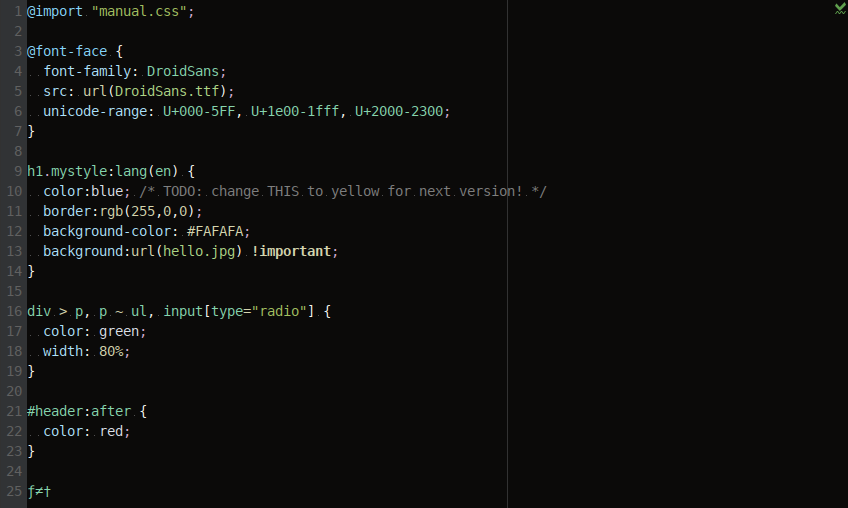 1 @import "manual.css";
2
3 @font-face {
4   font-family: DroidSans;
5   src: url(DroidSans.ttf);
6   unicode-range: U+000-5FF, U+1e00-1fff, U+2000-2300;
7 }
8
9 h1.mystyle:lang(en) {
10   color:blue; /* TODO: change THIS to yellow for next version! */
11   border:rgb(255,0,0);
12   background-color: #FAFAFA;
13   background:url(hello.jpg) !important;
14 }
15
16 div > p, p ~ ul, input[type="radio"] {
17   color: green;
18   width: 80%;
19 }
20
21 #header:after {
22   color: red;
23 }
24
25 ƒ≠†